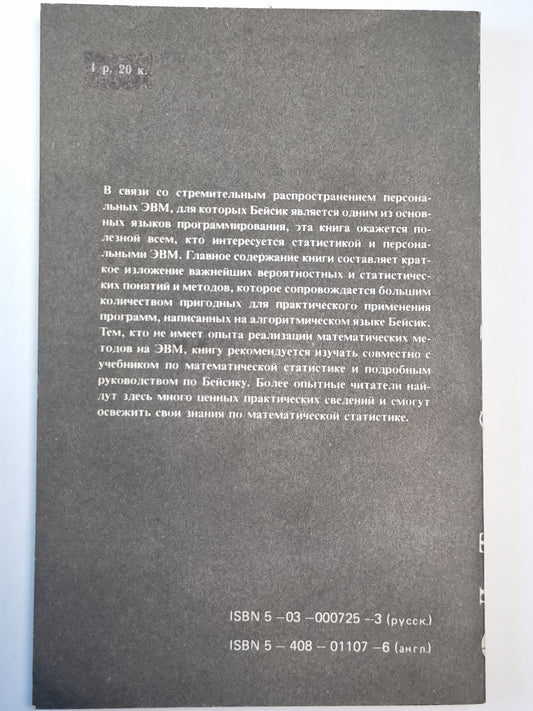 1 р. 20 к.
В связи со стремительным распространением персона-
льных ЭВМ, для которых Бейсик является одним из основ-
ных языков программирования, эта книга окажется по-
лезной всем, кто интересуется статистикой и персо-
альными ЭВМ. Главное содержание книги составляет крат-
кое изложение важнейших вероятностных и статистичес-
ких понятий и методов, которое сопровождается большим
количеством пригодных для практического применения
программ, написанных на алгоритмическом языке Бейсик.
Тем, кто не имеет опыта реализации математических ме-
тодов на ЭВМ, книгу рекомендуется изучать совместно с
учебником по математической статистике и подробным
руководством по Бейсику. Более опытные читатели най-
дут здесь много ценных практических сведений и смогут
освежить свои знания по математической статистике.
ISBN 5 –03 –000725 –3 (русск.)
ISBN 5 – 408 – 01107 –6 (англ.)